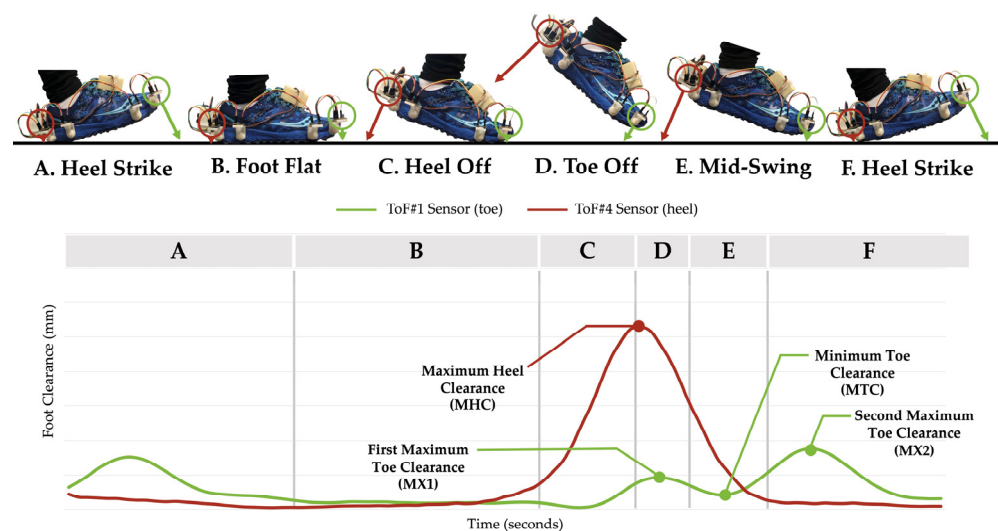 A. Heel Strike
B. Foot Flat
C. Heel Off
D. Toe Off
E. Mid-Swing
F. Heel Strike
ToF#1 Sensor (toe)
ToF#4 Sensor (heel)
A
B
C
D
E
F
Foot Clearance (mm)
Maximum Heel
Clearance
(MHC)
First Maximum
Toe Clearance
(MX1)
Minimum Toe
Clearance
(MTC)
Second Maximum
Toe Clearance
(MX2)
Time (seconds)